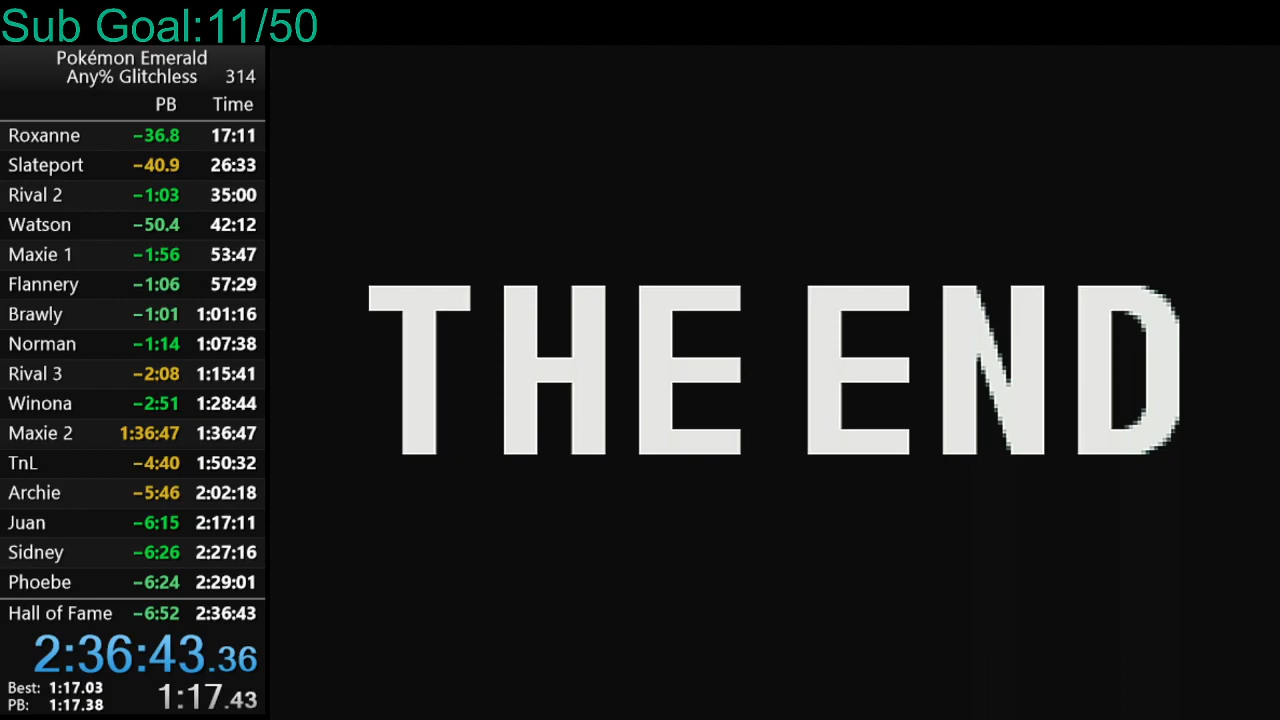 Sub Goal:11/50
Pokémon Emerald
Any% Glitchless 314
PB Time
Roxanne −36.8 17:11
Slateport −40.9 26:33
Rival 2 −1:03 35:00
Watson −50.4 42:12
Maxie 1 −1:56 53:47
Flannery −1:06 57:29
Brawly −1:01 1:01:16
Norman −1:14 1:07:38
Rival 3 −2:08 1:15:41
Winona −2:51 1:28:44
Maxie 2 1:36:47 1:36:47
TnL −4:40 1:50:32
Archie −5:46 2:02:18
Juan −6:15 2:17:11
Sidney −6:26 2:27:16
Phoebe −6:24 2:29:01
Hall of Fame −6:52 2:36:43
2:36:43.36
Best: 1:17.03
PB: 1:17.38
1:17.43
THE END